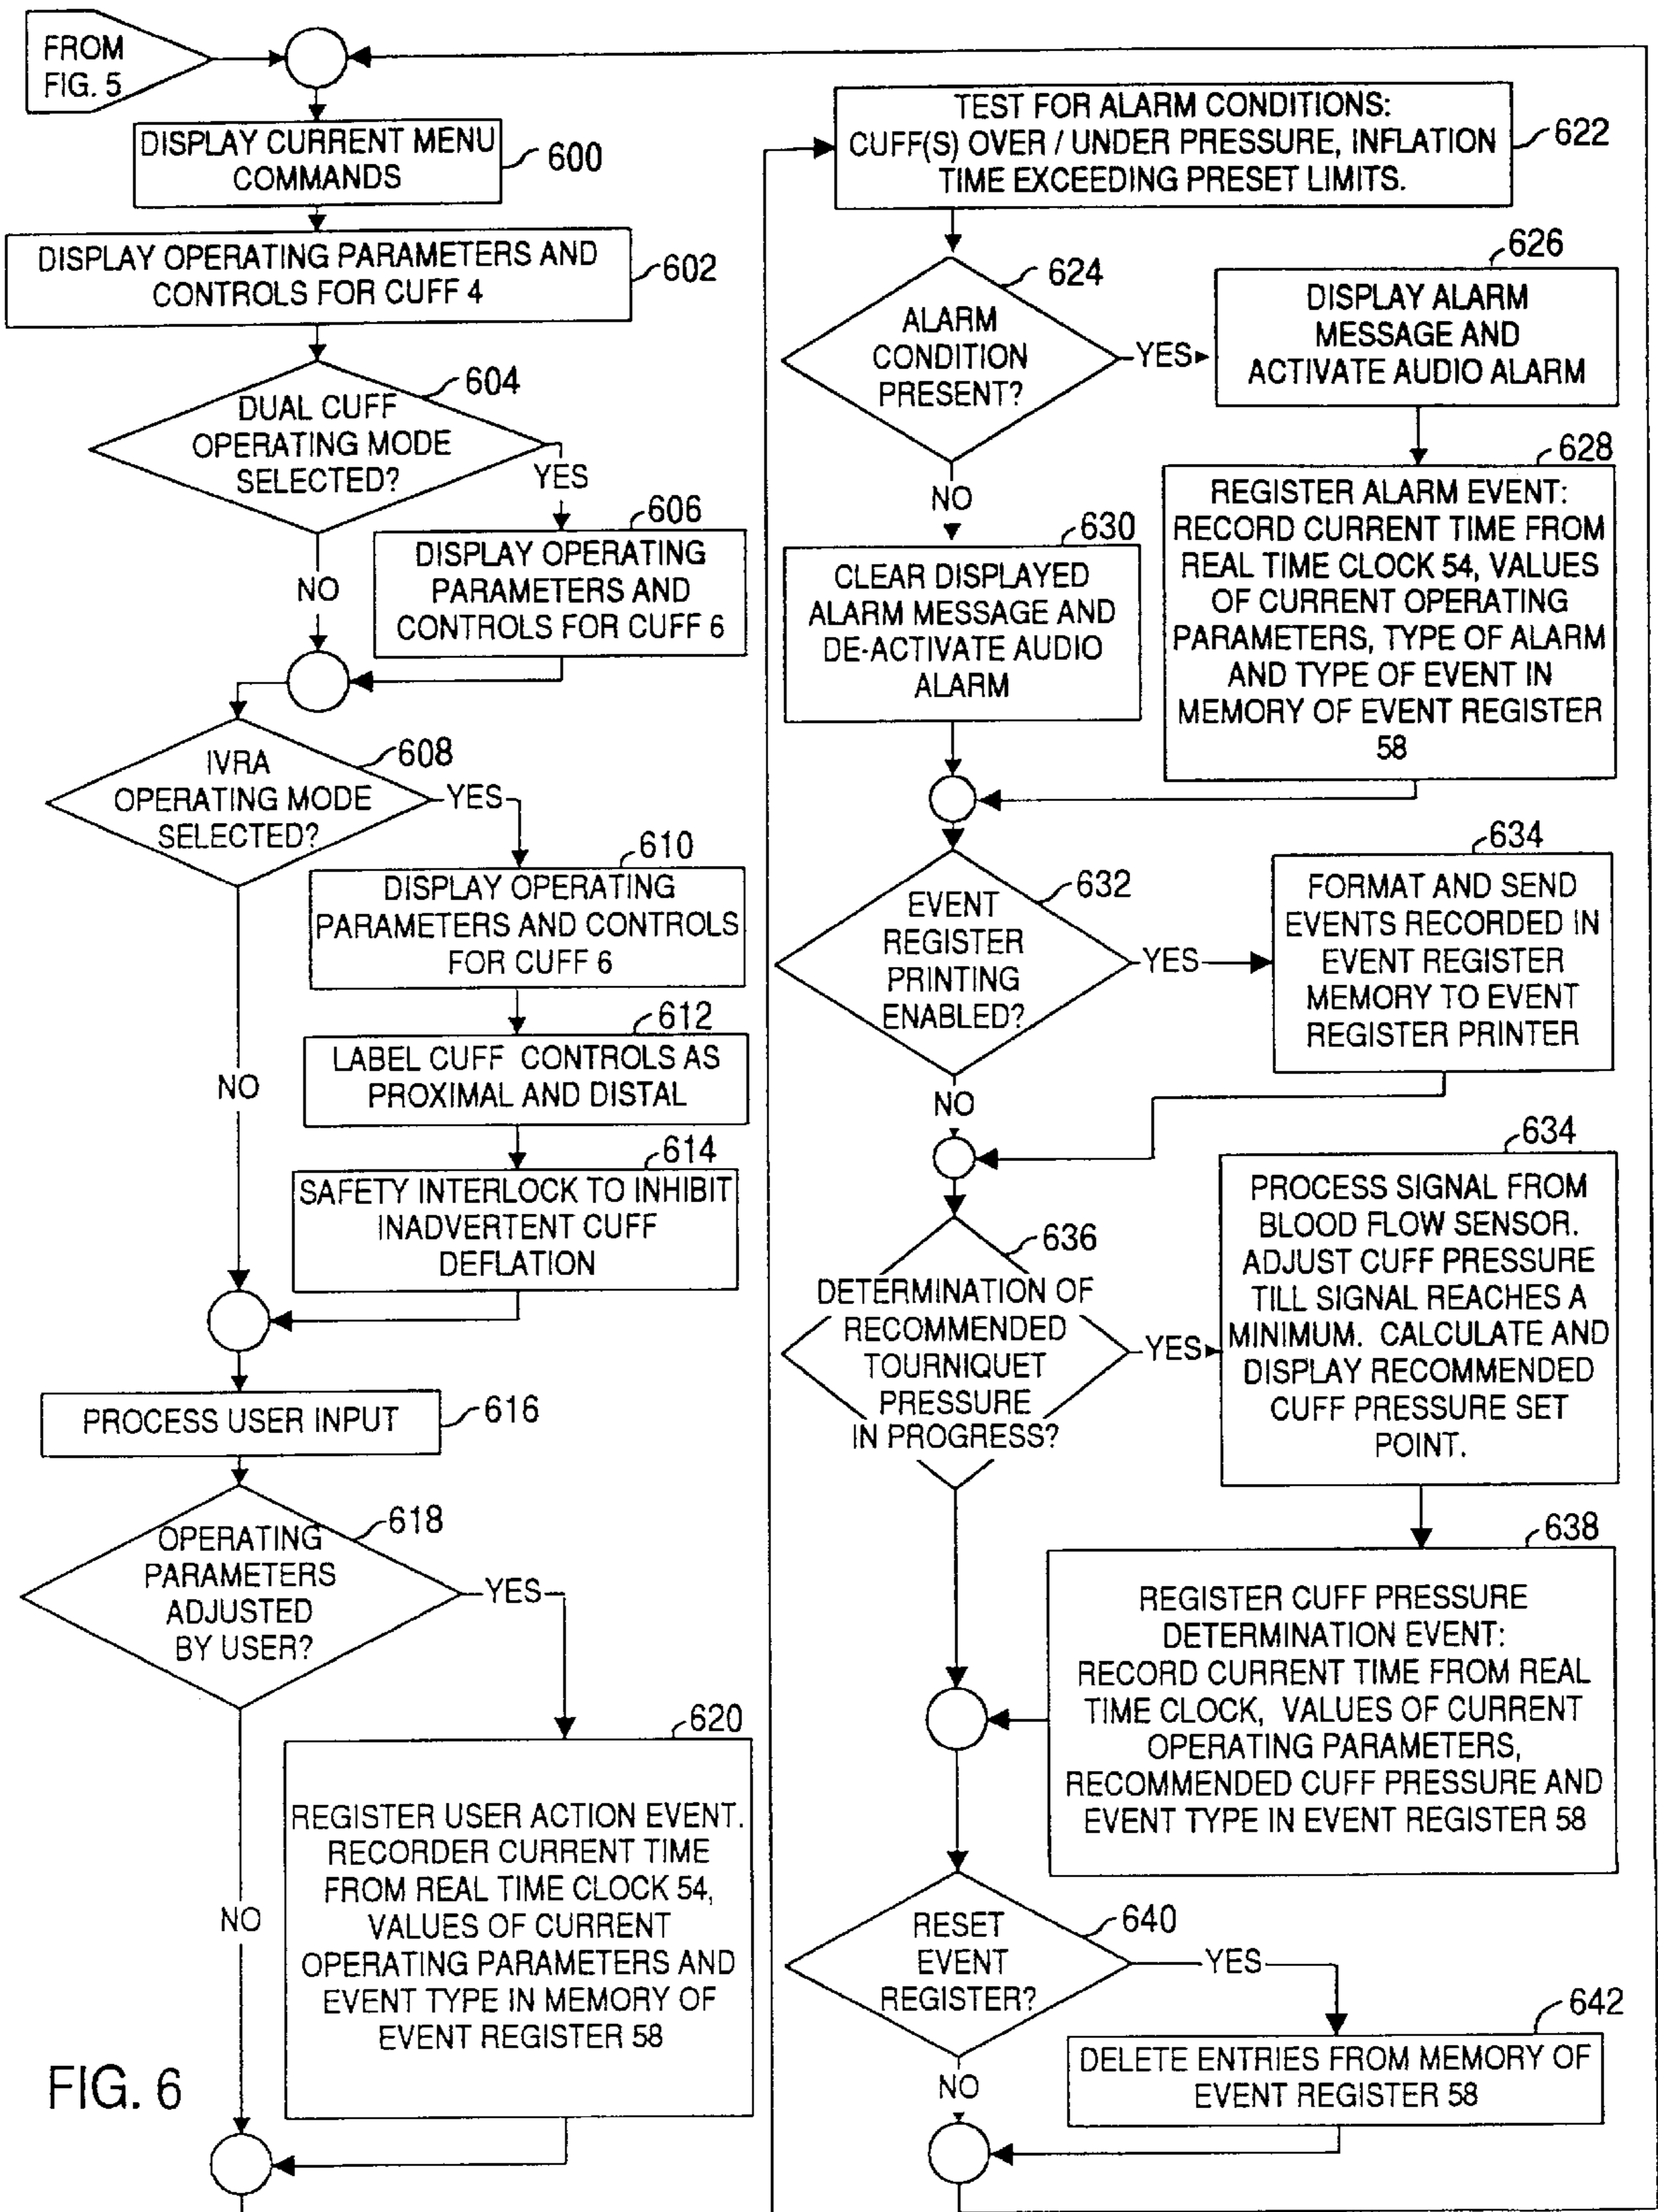 FROM
FIG. 5
DISPLAY CURRENT MENU
COMMANDS
600
DISPLAY OPERATING PARAMETERS AND
CONTROLS FOR CUFF 4
602
604
DUAL CUFF
OPERATING MODE
SELECTED?
YES
NO
606
DISPLAY OPERATING
PARAMETERS AND
CONTROLS FOR CUFF 6
608
IVRA
OPERATING MODE
SELECTED?
YES
NO
610
DISPLAY OPERATING
PARAMETERS AND CONTROLS
FOR CUFF 6
612
LABEL CUFF CONTROLS AS
PROXIMAL AND DISTAL
614
SAFETY INTERLOCK TO INHIBIT
INADVERTENT CUFF
DEFLATION
PROCESS USER INPUT
616
618
OPERATING
PARAMETERS
ADJUSTED
BY USER?
YES
NO
620
REGISTER USER ACTION EVENT.
RECORDER CURRENT TIME
FROM REAL TIME CLOCK 54,
VALUES OF CURRENT
OPERATING PARAMETERS AND
EVENT TYPE IN MEMORY OF
EVENT REGISTER 58
FIG. 6
TEST FOR ALARM CONDITIONS:
CUFF(S) OVER / UNDER PRESSURE, INFLATION
TIME EXCEEDING PRESET LIMITS.
622
624
ALARM
CONDITION
PRESENT?
YES
NO
626
DISPLAY ALARM
MESSAGE AND
ACTIVATE AUDIO ALARM
628
REGISTER ALARM EVENT:
RECORD CURRENT TIME FROM
REAL TIME CLOCK 54, VALUES
OF CURRENT OPERATING
PARAMETERS, TYPE OF ALARM
AND TYPE OF EVENT IN
MEMORY OF EVENT REGISTER
58
630
CLEAR DISPLAYED
ALARM MESSAGE AND
DE-ACTIVATE AUDIO
ALARM
632
EVENT
REGISTER
PRINTING
ENABLED?
YES
NO
634
FORMAT AND SEND
EVENTS RECORDED IN
EVENT REGISTER
MEMORY TO EVENT
REGISTER PRINTER
636
DETERMINATION OF
RECOMMENDED
TOURNIQUET
PRESSURE
IN PROGRESS?
YES
634
PROCESS SIGNAL FROM
BLOOD FLOW SENSOR.
ADJUST CUFF PRESSURE
TILL SIGNAL REACHES A
MINIMUM. CALCULATE AND
DISPLAY RECOMMENDED
CUFF PRESSURE SET
POINT.
638
REGISTER CUFF PRESSURE
DETERMINATION EVENT:
RECORD CURRENT TIME FROM REAL
TIME CLOCK, VALUES OF CURRENT
OPERATING PARAMETERS,
RECOMMENDED CUFF PRESSURE AND
EVENT TYPE IN EVENT REGISTER 58
640
RESET
EVENT
REGISTER?
YES
NO
642
DELETE ENTRIES FROM MEMORY OF
EVENT REGISTER 58